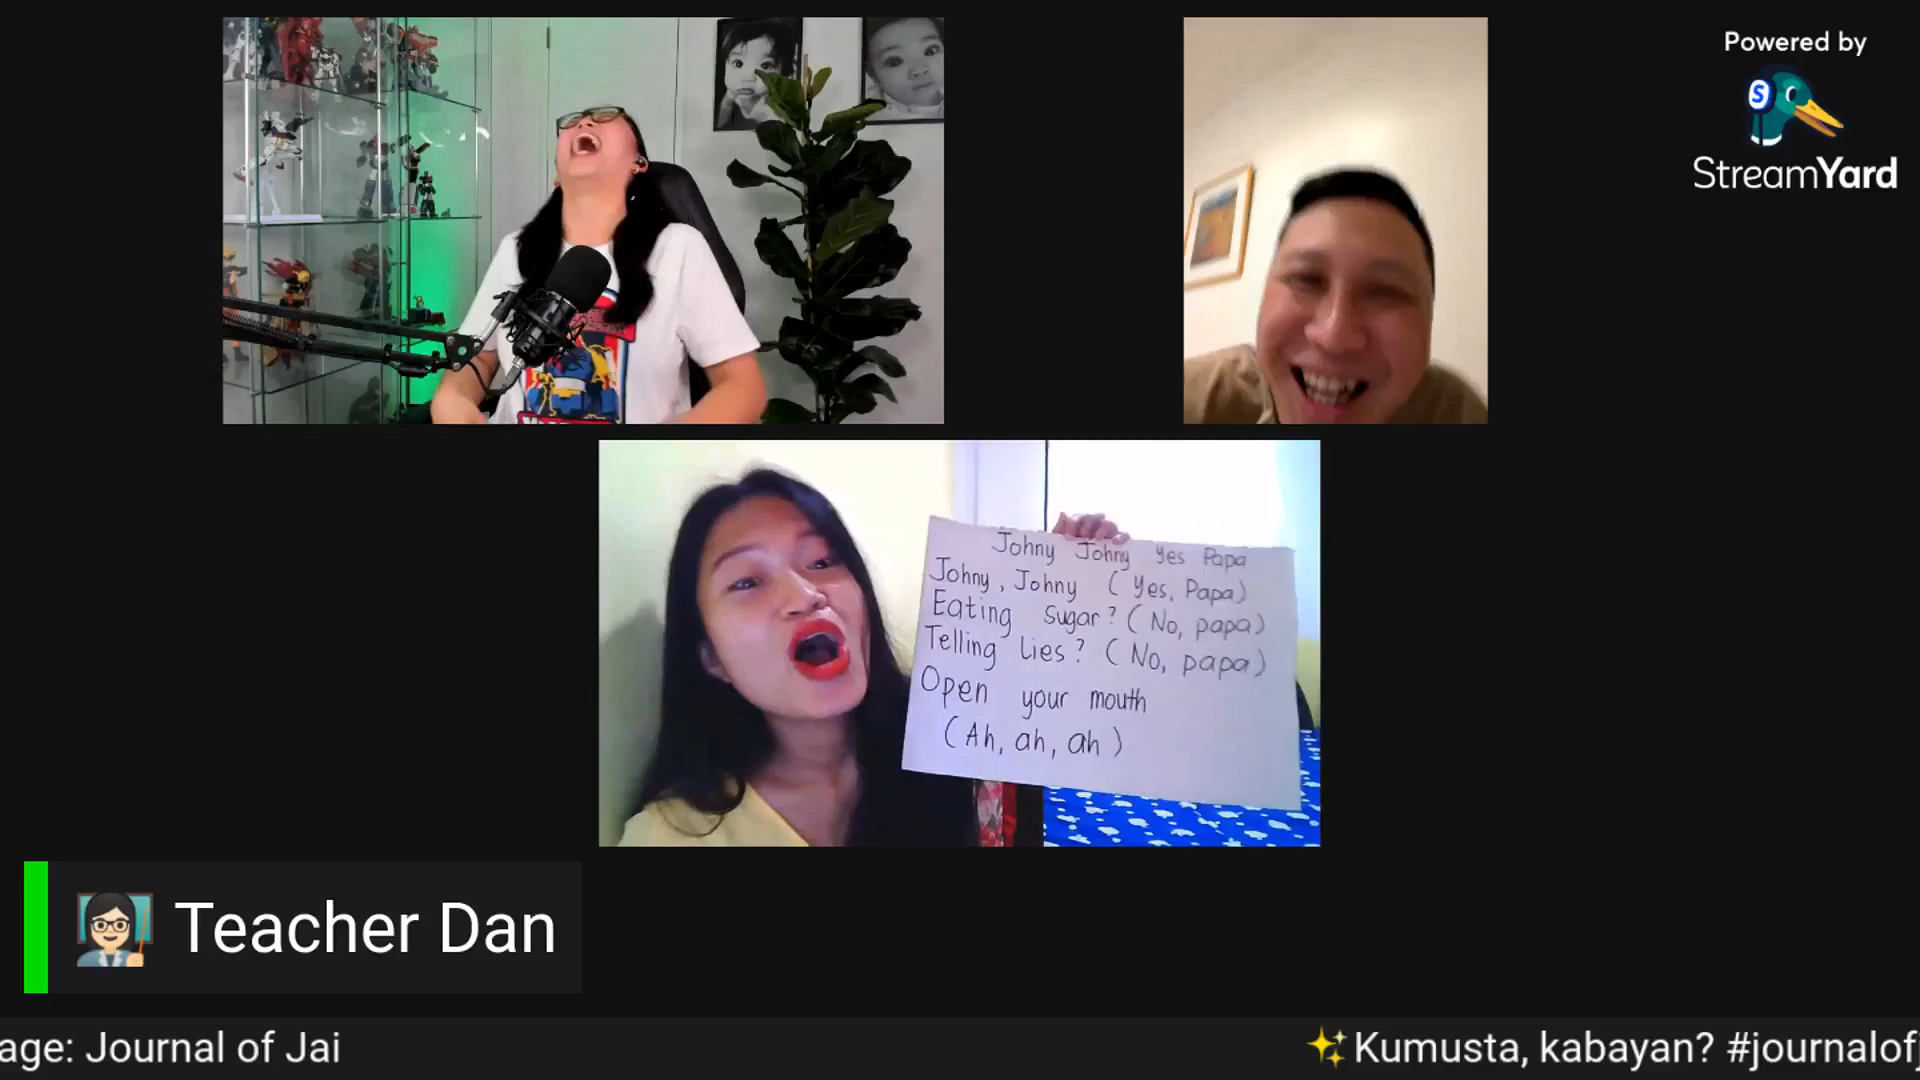 Powered by
S
StreamYard
Johny Johny Yes Papa
Johny, Johny (Yes, Papa)
Eating Sugar? (No, papa)
Telling Lies? (No, papa)
Open your mouth
(Ah, ah, ah)
Teacher Dan
age: Journal of Jai
✨Kumusta, kabayan? #journalofj